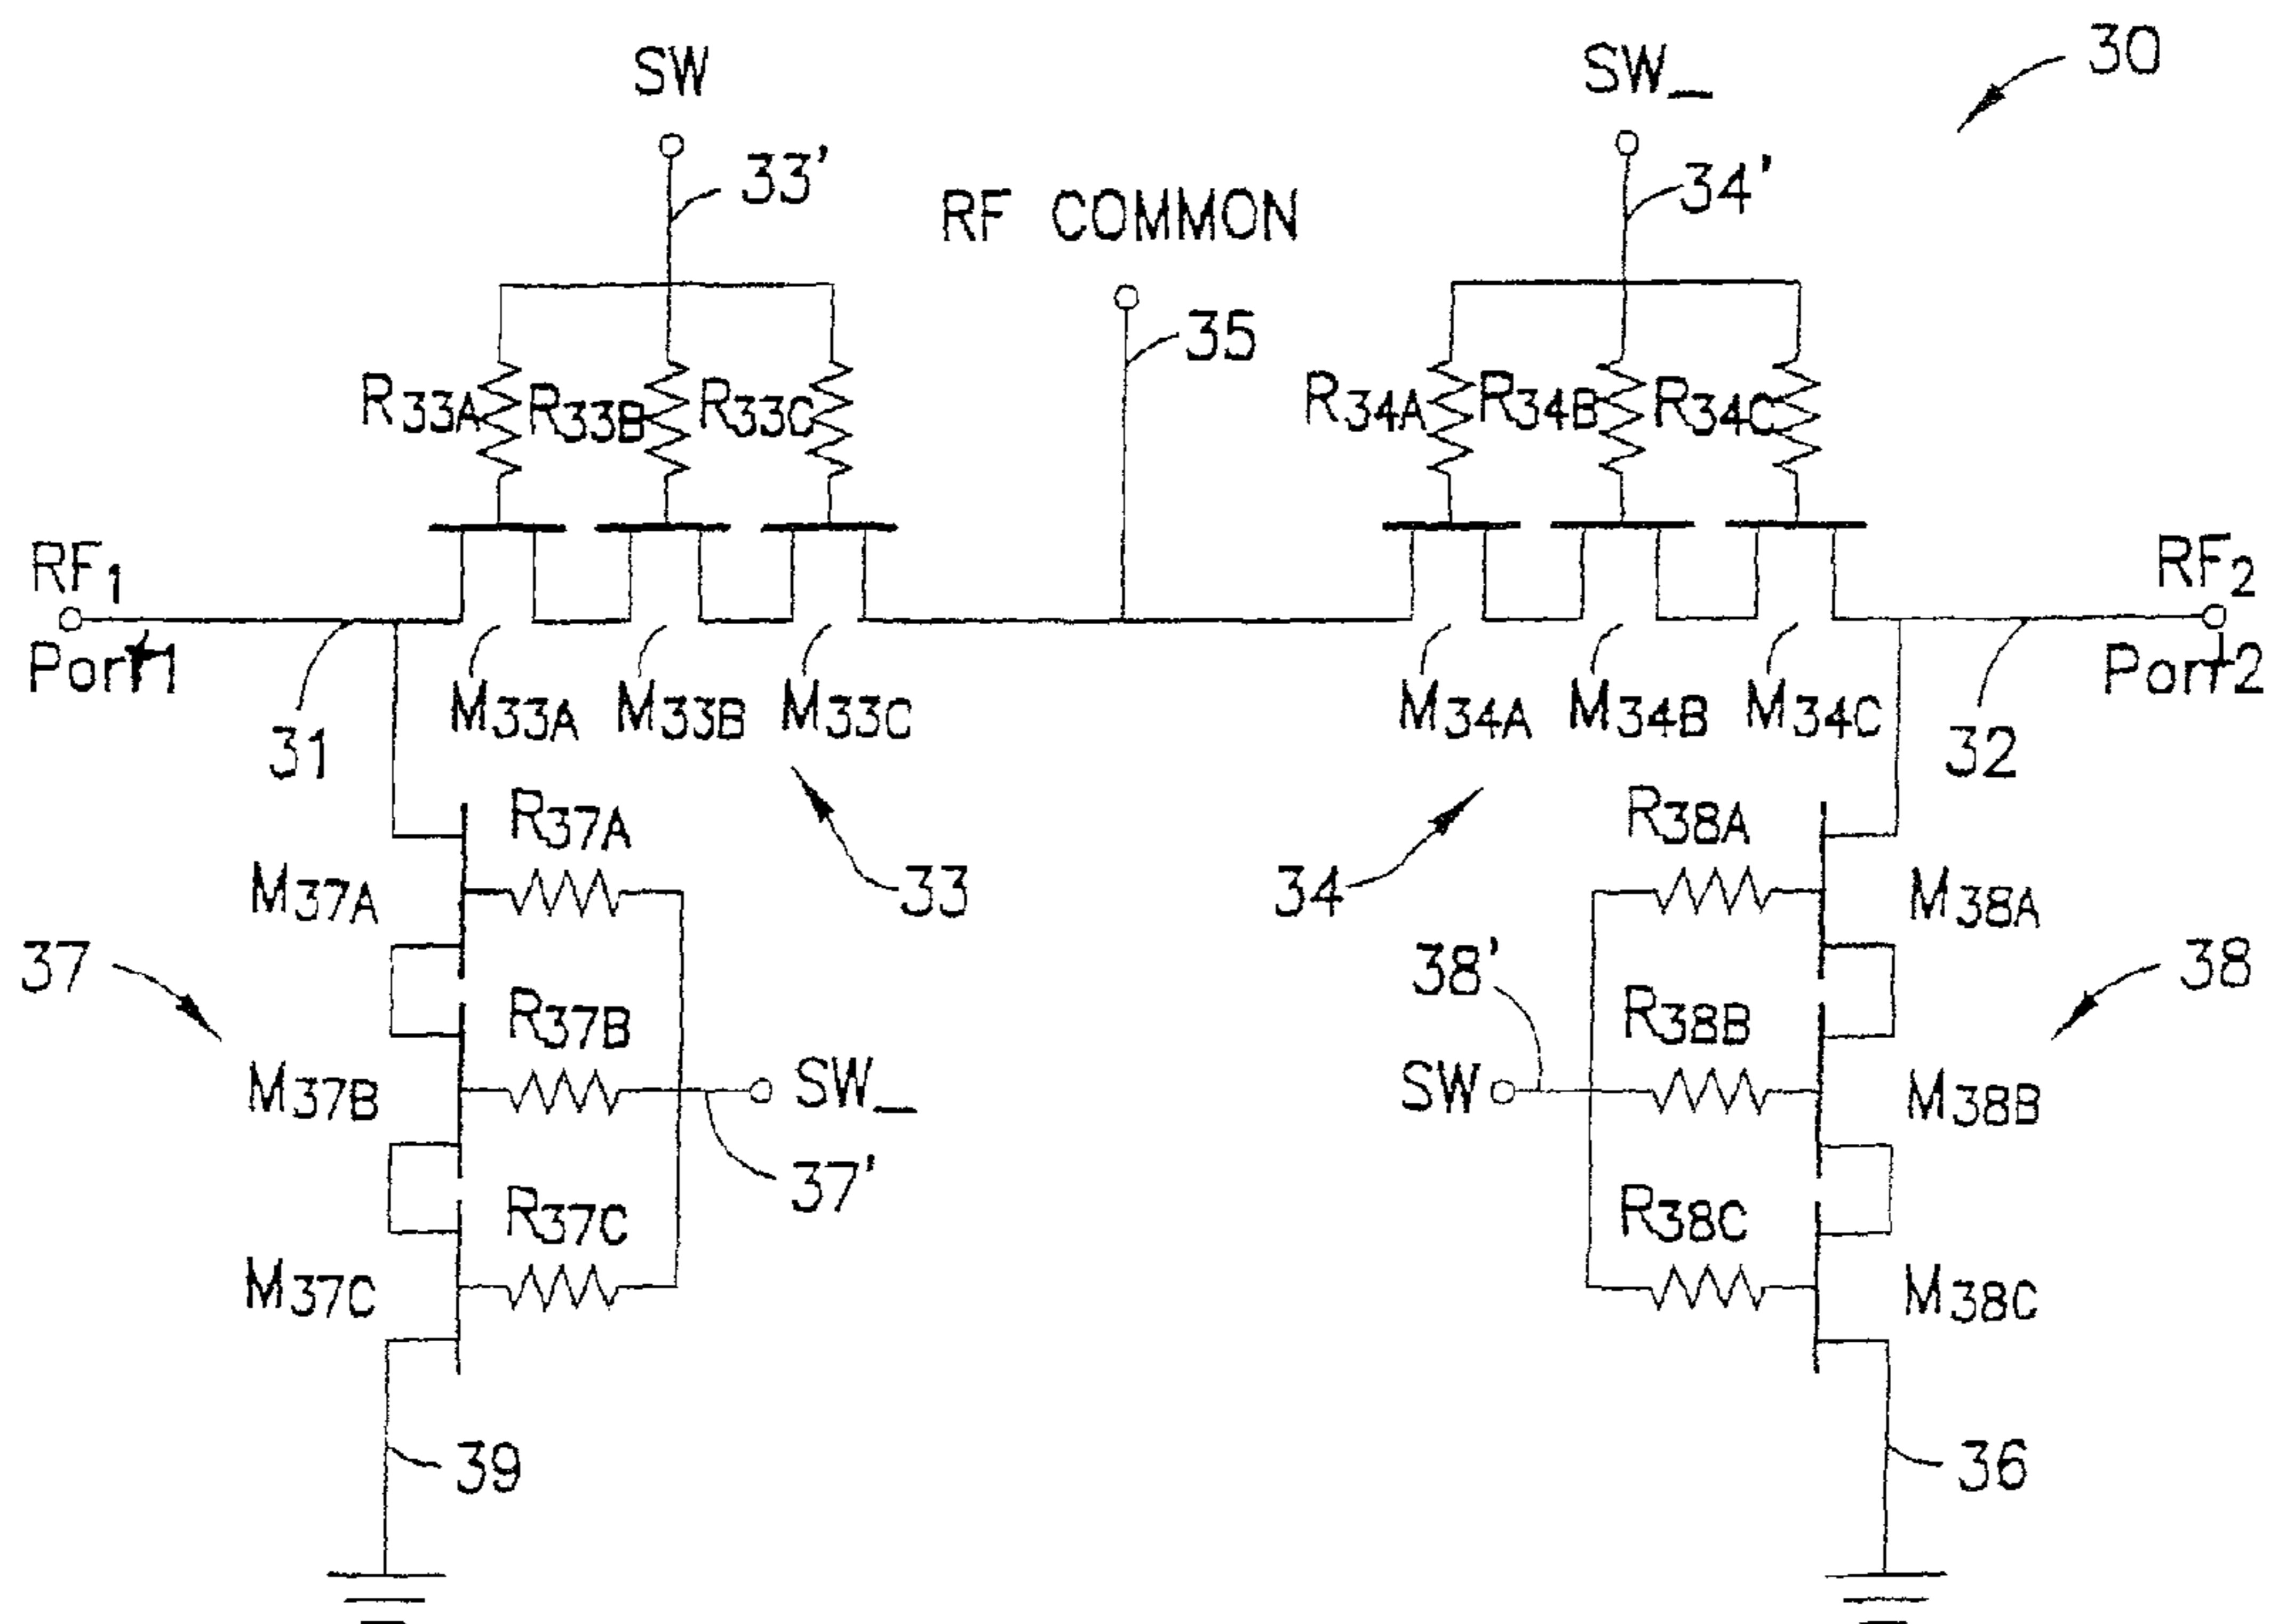 30
SW
SW_
33'
34'
RF COMMON
35
R33A
R33B
R33C
R34A
R34B
R34C
RF1
Port1
RF2
Port2
31
M33A
M33B
M33C
M34A
M34B
M34C
32
R37A
R38A
M37A
33
34
M38A
37
38'
38
R37B
R38B
M37B
SW_
SW
M38B
37'
R37C
R38C
M37C
M38C
39
36